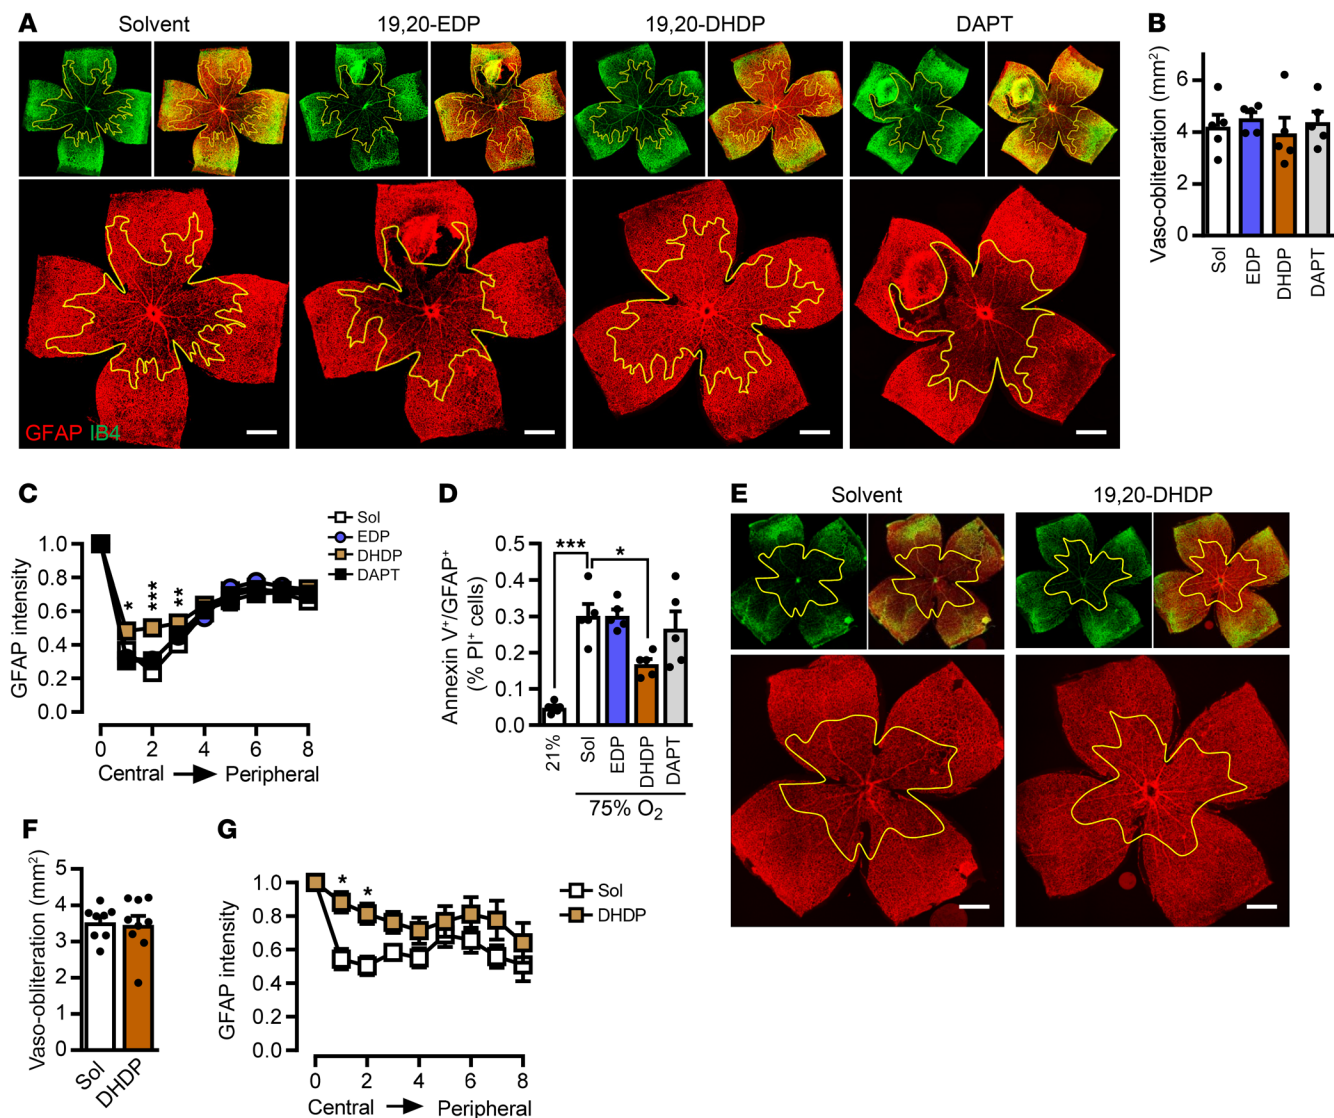 A
Solvent
19,20-EDP
19,20-DHDP
DAPT
GFAP IB4
B
Vaso-obliteration (mm²)
6
4
2
0
Sol
EDP
DHDP
DAPT
C
GFAP intensity
1.0
0.8
0.6
0.4
0.2
0.0
*
***
**
Sol
EDP
DHDP
DAPT
0 2 4 6 8
Central → Peripheral
D
Annexin V⁺/GFAP⁺
(% PI⁺ cells)
0.5
0.4
0.3
0.2
0.1
0.0
***
*
21%
Sol
EDP
DHDP
DAPT
75% O₂
E
Solvent
19,20-DHDP
F
Vaso-obliteration (mm²)
5
4
3
2
1
0
Sol
DHDP
G
GFAP intensity
1.0
0.8
0.6
0.4
0.2
0.0
* *
Sol
DHDP
0 2 4 6 8
Central → Peripheral